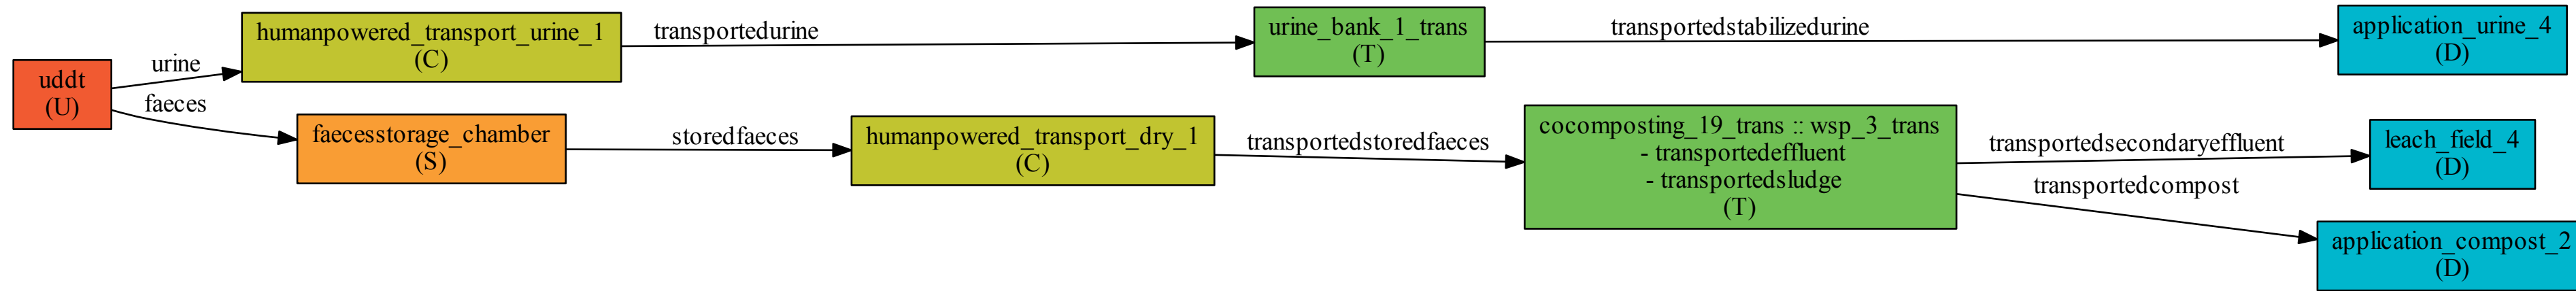 uddt
(U)
urine
faeces
humanpowered_transport_urine_1
(C)
transportedurine
urine_bank_1_trans
(T)
transportedstabilizedurine
application_urine_4
(D)
faecesstorage_chamber
(S)
storedfaeces
humanpowered_transport_dry_1
(C)
transportedstoredfaeces
cocomposting_19_trans :: wsp_3_trans
- transportedeffluent
- transportedsludge
(T)
transportedsecondaryeffluent
leach_field_4
(D)
transportedcompost
application_compost_2
(D)